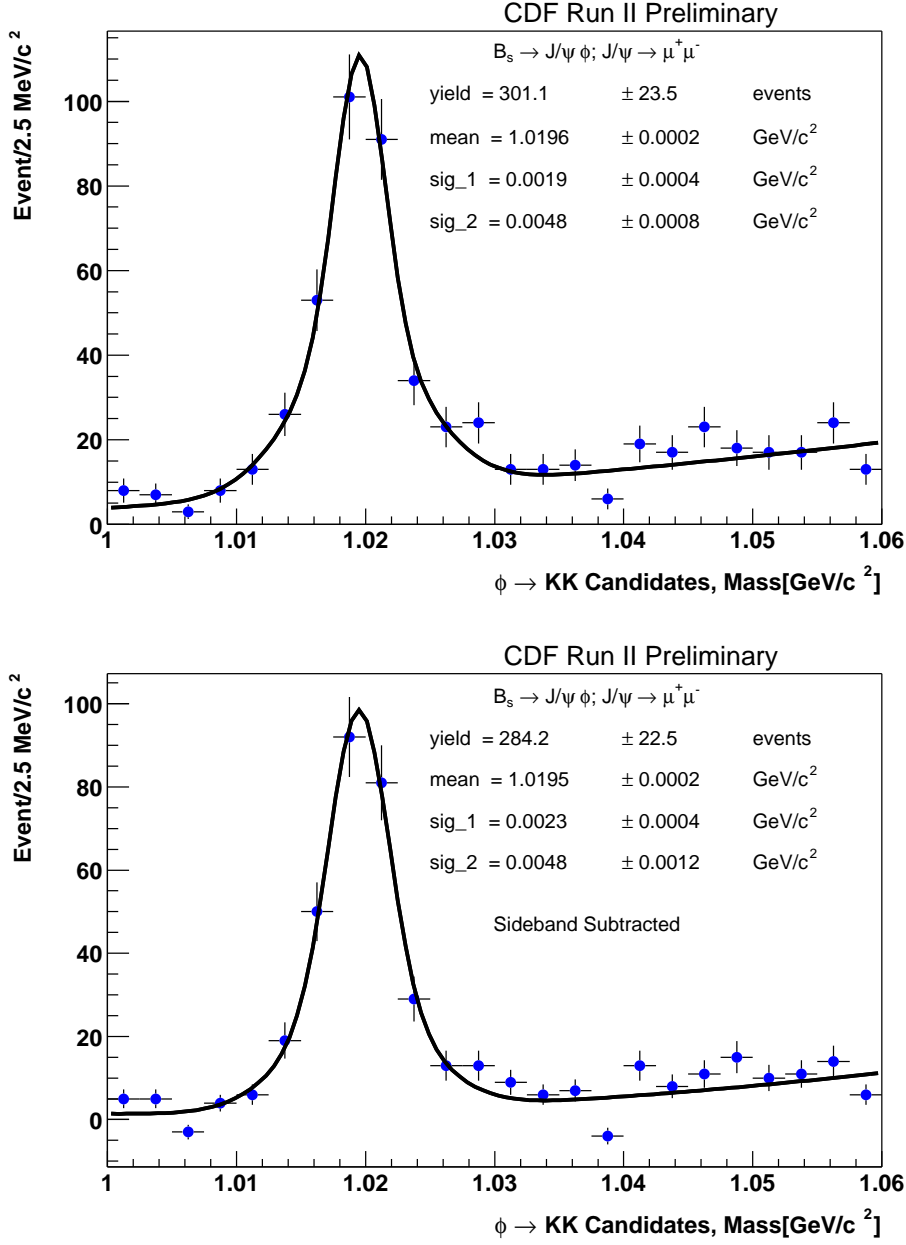 CDF Run II Preliminary
B_s → J/ψ φ; J/ψ → μ⁺μ⁻
yield = 301.1 ± 23.5 events
mean = 1.0196 ± 0.0002 GeV/c²
sig_1 = 0.0019 ± 0.0004 GeV/c²
sig_2 = 0.0048 ± 0.0008 GeV/c²
Event/2.5 MeV/c²
100
80
60
40
20
0
1 1.01 1.02 1.03 1.04 1.05 1.06
φ → KK Candidates, Mass[GeV/c ²]
CDF Run II Preliminary
B_s → J/ψ φ; J/ψ → μ⁺μ⁻
yield = 284.2 ± 22.5 events
mean = 1.0195 ± 0.0002 GeV/c²
sig_1 = 0.0023 ± 0.0004 GeV/c²
sig_2 = 0.0048 ± 0.0012 GeV/c²
Sideband Subtracted
Event/2.5 MeV/c²
100
80
60
40
20
0
1 1.01 1.02 1.03 1.04 1.05 1.06
φ → KK Candidates, Mass[GeV/c ²]